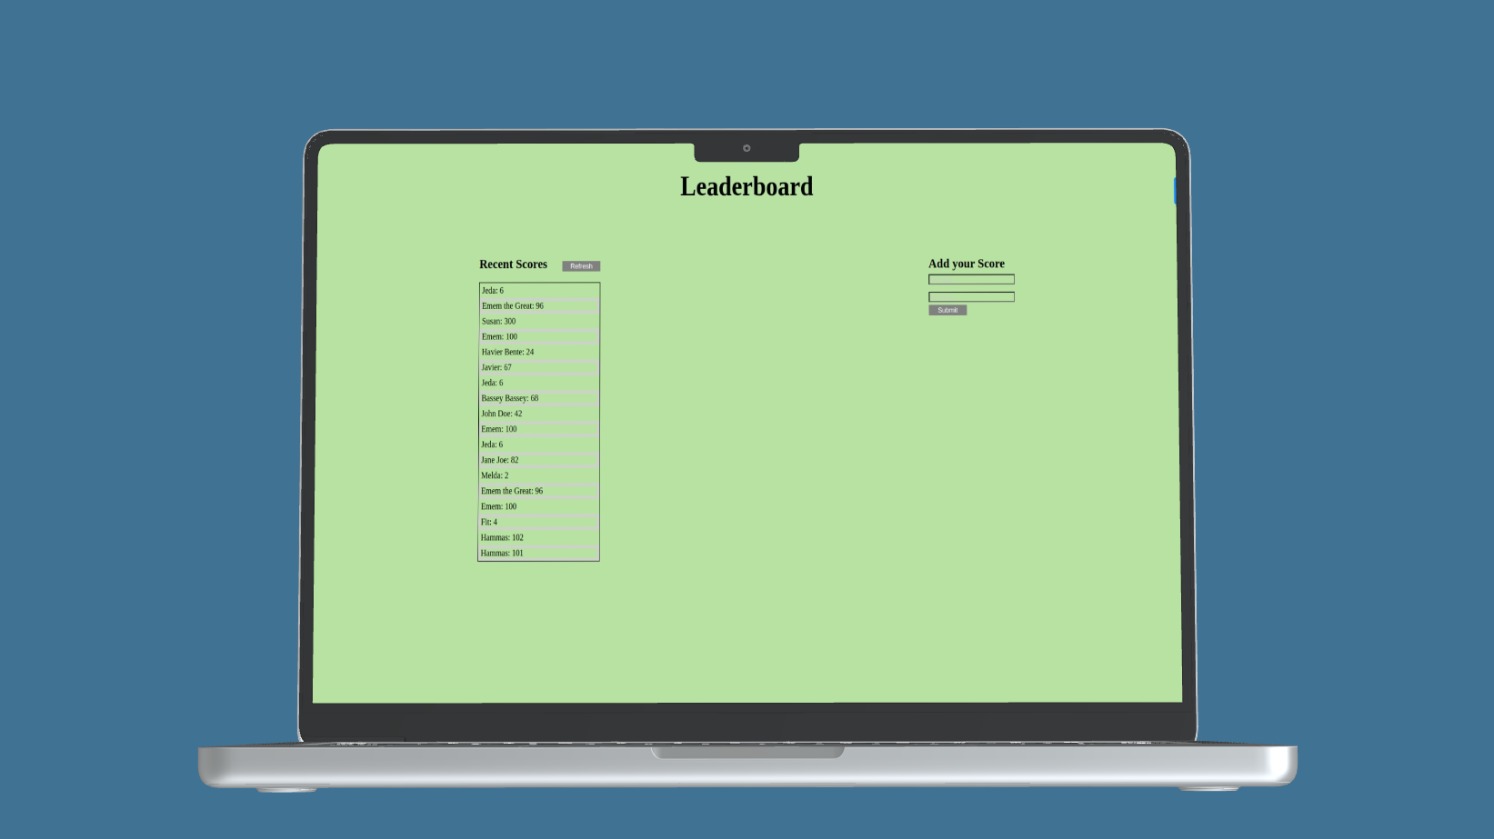 Leaderboard
Recent Scores
Refresh
Jeda: 6
Emem the Great: 96
Susan: 300
Emem: 100
Havier Bente: 24
Javier: 67
Jeda: 6
Bassey Bassey: 68
John Doe: 42
Emem: 100
Jeda: 6
Jane Joe: 82
Melda: 2
Emem the Great: 96
Emem: 100
Fit: 4
Hammas: 102
Hammas: 101
Add your Score
Submit